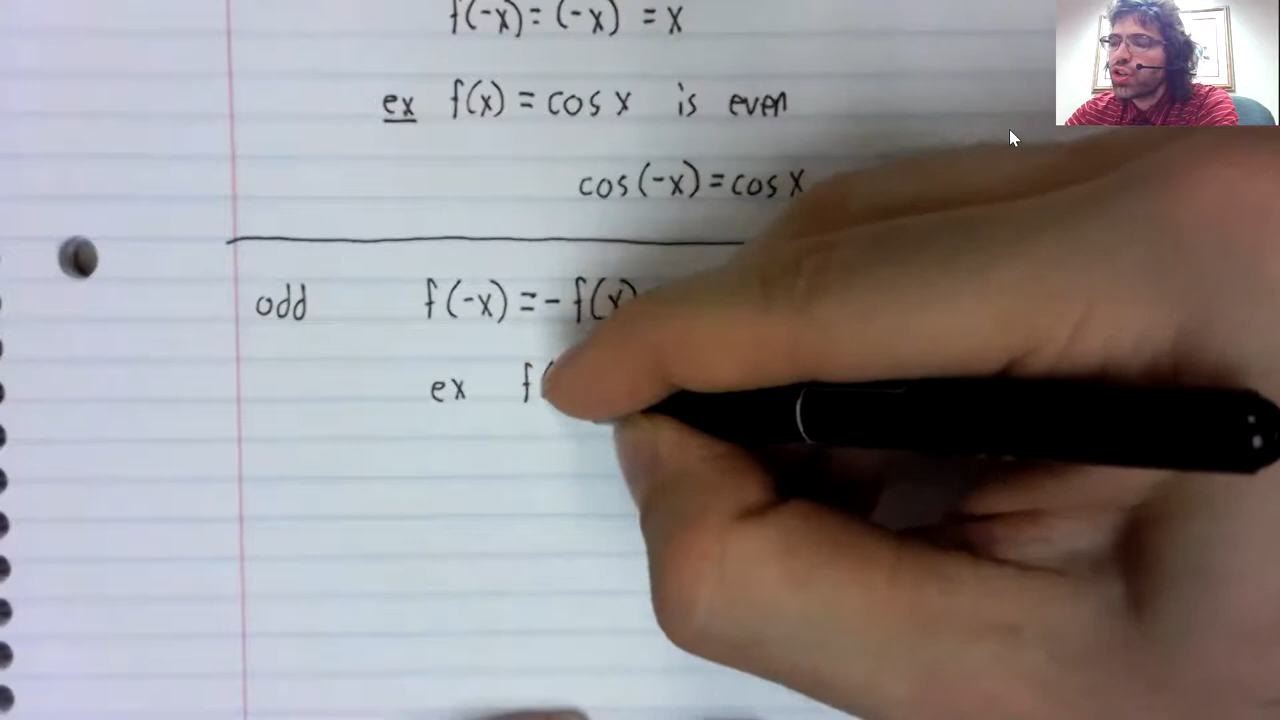 f(-x) = (-x) = x
ex f(x) = cos x is even
cos(-x) = cos x
odd f(-x) = - f(x)
ex f(